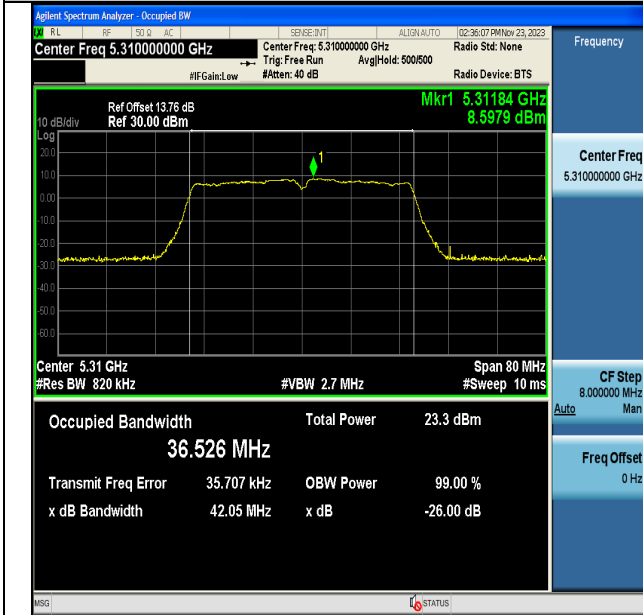 Agilent Spectrum Analyzer - Occupied BW
RL RF 50 Ω AC SENSE:INT ALIGN AUTO 02:36:07 PM Nov 23, 2023
Center Freq 5.310000000 GHz
Center Freq: 5.310000000 GHz
Radio Std: None
Trig: Free Run Avg|Hold: 500/500
#IFGain:Low #Atten: 40 dB Radio Device: BTS
Ref Offset 13.76 dB
10 dB/div Ref 30.00 dBm
Mkr1 5.31184 GHz
8.5979 dBm
Log
20.0
10.0
0.00
-10.0
-20.0
-30.0
-40.0
-50.0
-60.0
1
Center 5.31 GHz Span 80 MHz
#Res BW 820 kHz #VBW 2.7 MHz #Sweep 10 ms
Occupied Bandwidth Total Power 23.3 dBm
36.526 MHz
Transmit Freq Error 35.707 kHz OBW Power 99.00 %
x dB Bandwidth 42.05 MHz x dB -26.00 dB
MSG STATUS
Frequency
Center Freq
5.310000000 GHz
CF Step
8.000000 MHz
Auto Man
Freq Offset
0 Hz